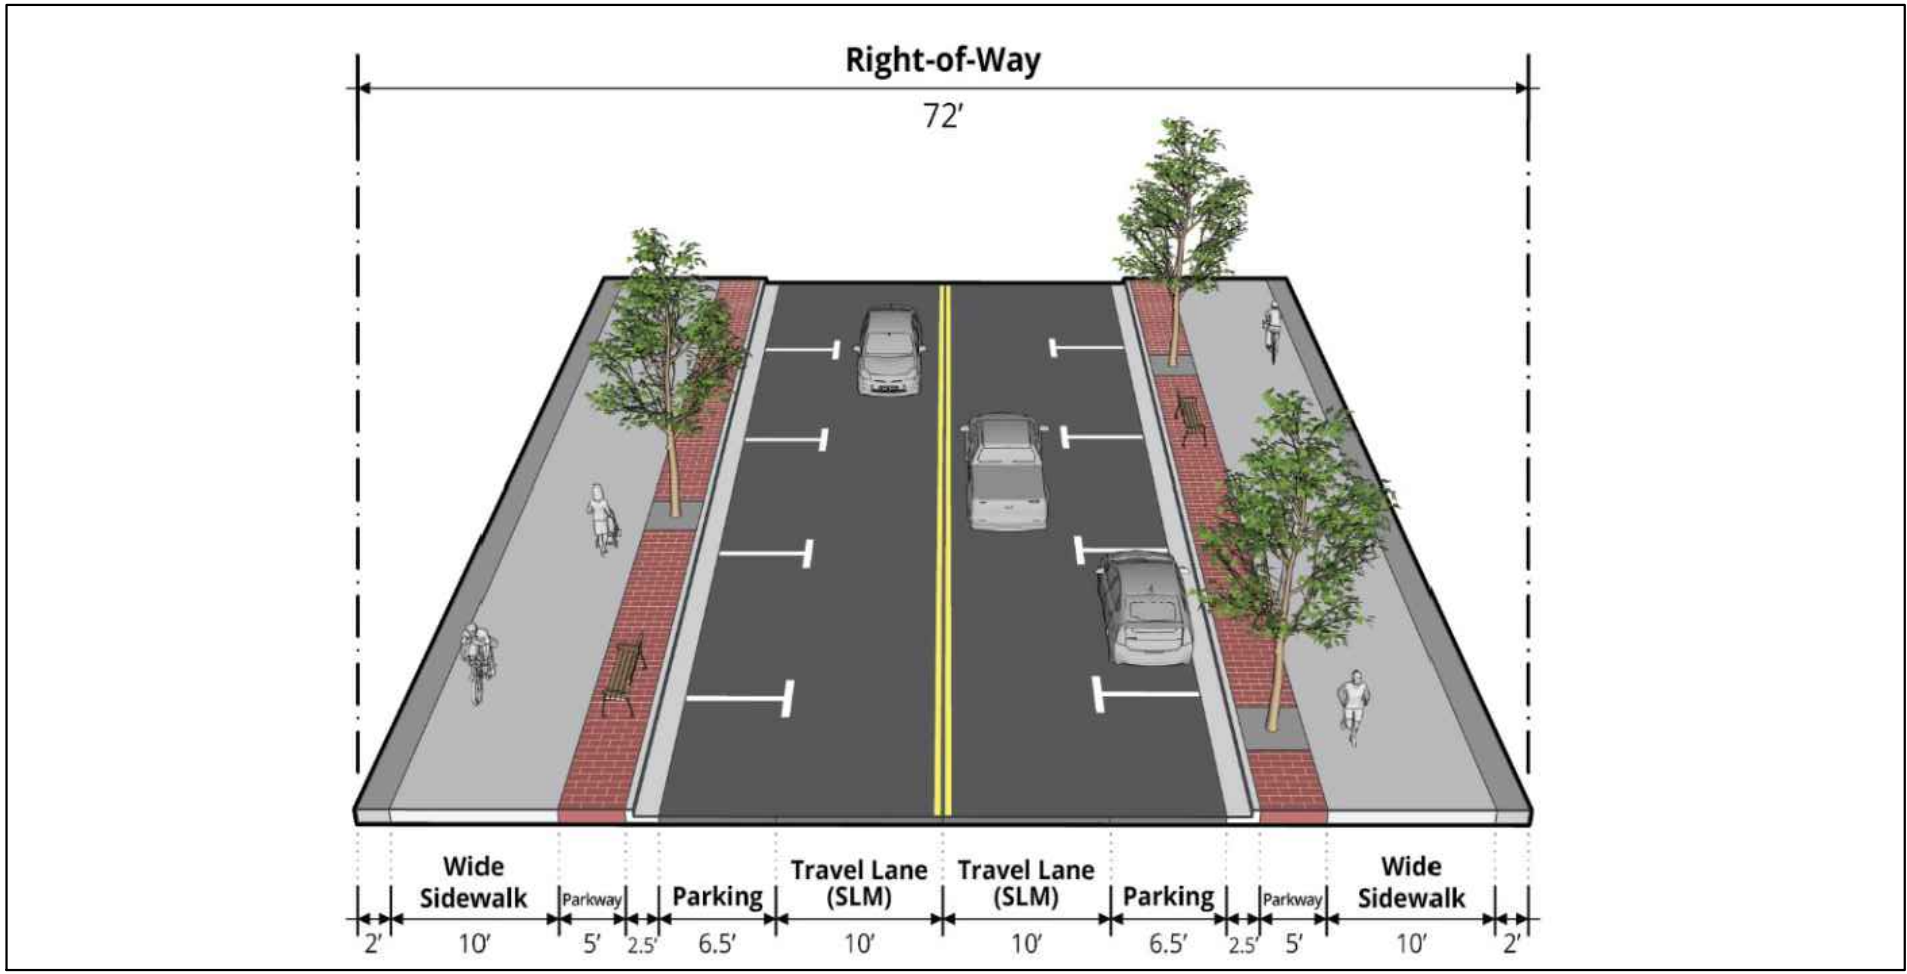 Right-of-Way
72'
Wide
Sidewalk
Parkway
Parking
Travel Lane
(SLM)
Travel Lane
(SLM)
Parking
Parkway
Wide
Sidewalk
2'
10'
5'
2.5'
6.5'
10'
10'
6.5'
2.5'
5'
10'
2'